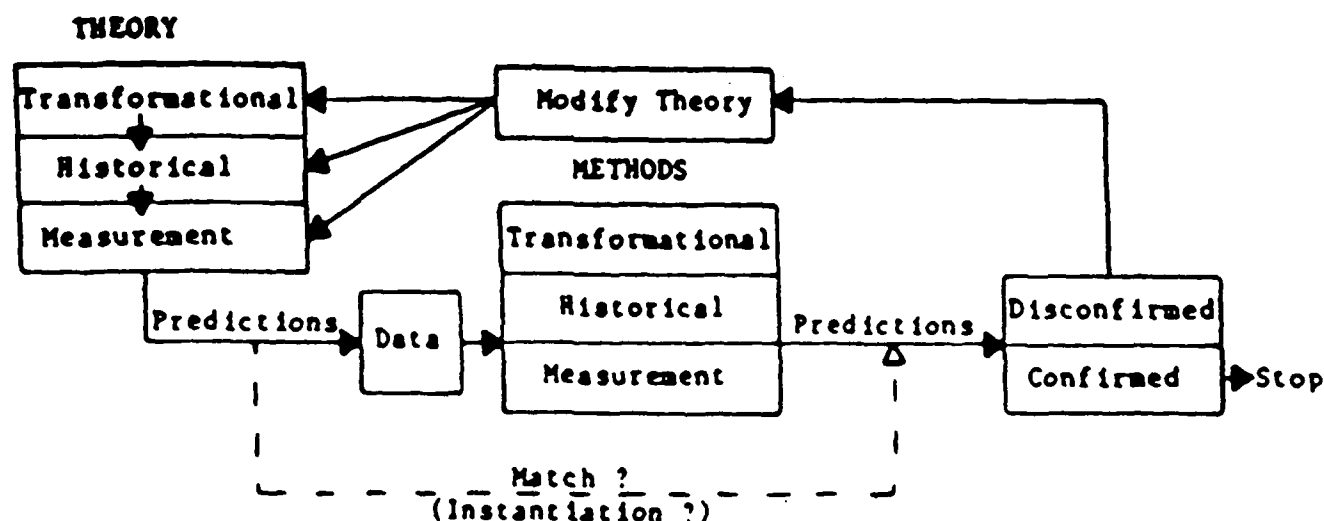 THEORY
Transformational
Historical
Measurement
Modify Theory
METHODS
Transformational
Historical
Measurement
Predictions
Data
Predictions
Disconfirmed
Confirmed
Stop
Match ?
(Instantiation ?)